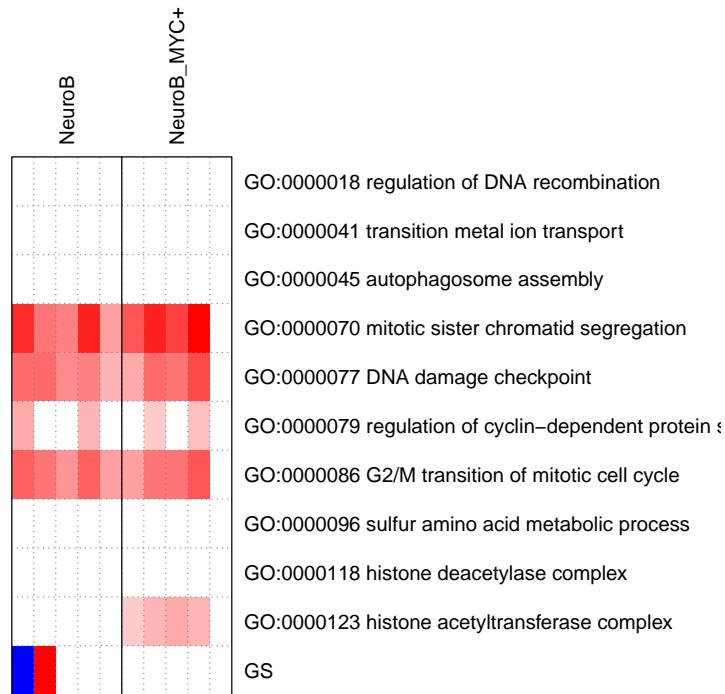 NeuroB
NeuroB_MYC+
GO:0000018 regulation of DNA recombination
GO:0000041 transition metal ion transport
GO:0000045 autophagosome assembly
GO:0000070 mitotic sister chromatid segregation
GO:0000077 DNA damage checkpoint
GO:0000079 regulation of cyclin−dependent protein s
GO:0000086 G2/M transition of mitotic cell cycle
GO:0000096 sulfur amino acid metabolic process
GO:0000118 histone deacetylase complex
GO:0000123 histone acetyltransferase complex
GS